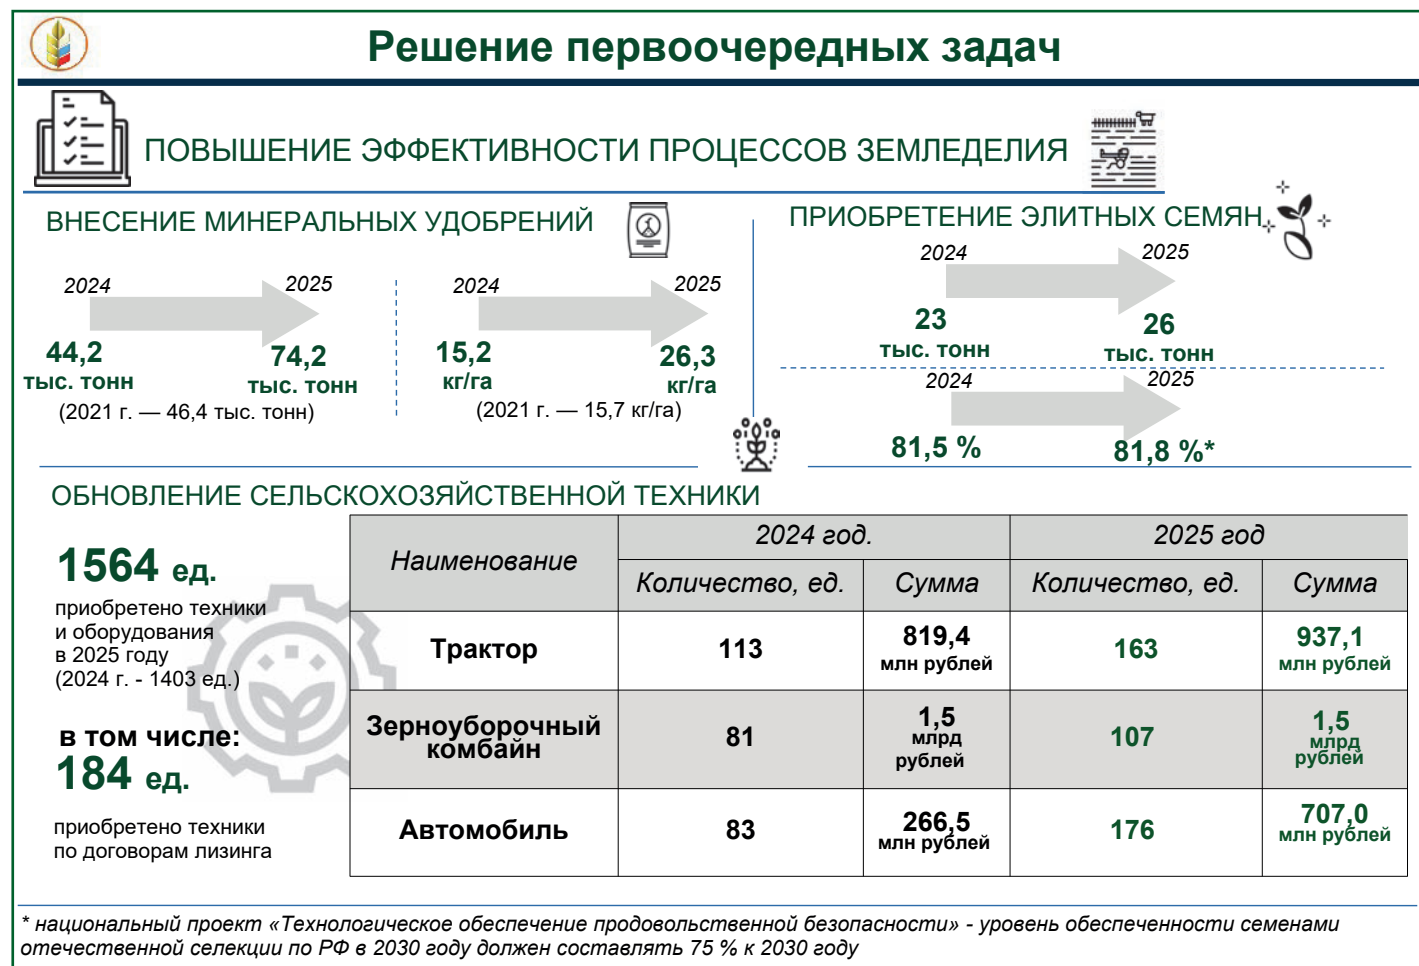 Решение первоочередных задач
ПОВЫШЕНИЕ ЭФФЕКТИВНОСТИ ПРОЦЕССОВ ЗЕМЛЕДЕЛИЯ
ВНЕСЕНИЕ МИНЕРАЛЬНЫХ УДОБРЕНИЙ
2024
2025
44,2
тыс. тонн
74,2
тыс. тонн
(2021 г. — 46,4 тыс. тонн)
2024
2025
15,2
кг/га
26,3
кг/га
(2021 г. — 15,7 кг/га)
ПРИОБРЕТЕНИЕ ЭЛИТНЫХ СЕМЯН
2024
2025
23
тыс. тонн
26
тыс. тонн
2024
2025
81,5 %
81,8 %*
ОБНОВЛЕНИЕ СЕЛЬСКОХОЗЯЙСТВЕННОЙ ТЕХНИКИ
1564 ед.
приобретено техники
и оборудования
в 2025 году
(2024 г. - 1403 ед.)
в том числе:
184 ед.
приобретено техники
по договорам лизинга
Наименование
2024 год.
2025 год
Количество, ед.
Сумма
Количество, ед.
Сумма
Трактор
113
819,4
млн рублей
163
937,1
млн рублей
Зерноуборочный
комбайн
81
1,5
млрд
рублей
107
1,5
млрд
рублей
Автомобиль
83
266,5
млн рублей
176
707,0
млн рублей
* национальный проект «Технологическое обеспечение продовольственной безопасности» - уровень обеспеченности семенами
отечественной селекции по РФ в 2030 году должен составлять 75 % к 2030 году